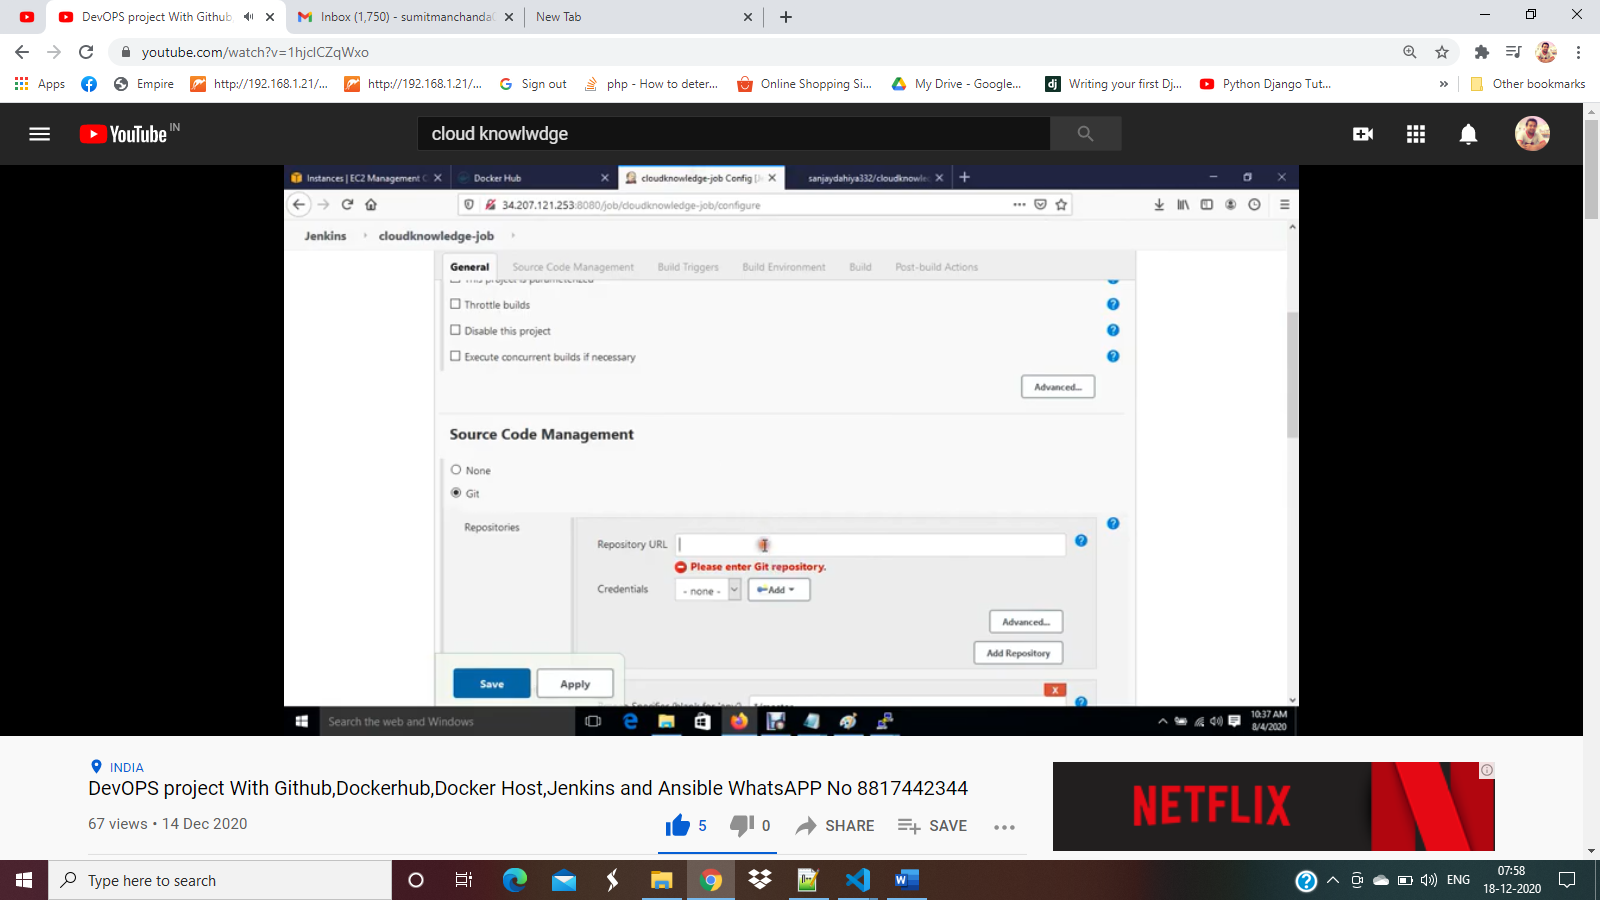 DevOPS project With Github,
Inbox (1,750) - sumitmanchanda
New Tab
youtube.com/watch?v=1hjclCZqWxo
Apps
Empire
http://192.168.1.21/...
http://192.168.1.21/...
Sign out
php - How to deter...
Online Shopping Si...
My Drive - Google...
dj
Writing your first Dj...
Python Django Tut...
»
Other bookmarks
YouTube IN
cloud knowlwdge
Instances | EC2 Management C
Docker Hub
cloudknowledge-job Config [J
sanjaydahiya332/cloudknowle
34.207.121.253:8080/job/cloudknowledge-job/configure
Jenkins
cloudknowledge-job
General
Source Code Management
Build Triggers
Build Environment
Build
Post-build Actions
This project is parameterized
Throttle builds
Disable this project
Execute concurrent builds if necessary
Advanced...
Source Code Management
None
Git
Repositories
Repository URL
Please enter Git repository.
Credentials
- none -
Add
Advanced...
Add Repository
Save
Apply
X
Search the web and Windows
10:37 AM
8/4/2020
INDIA
DevOPS project With Github,Dockerhub,Docker Host,Jenkins and Ansible WhatsAPP No 8817442344
67 views • 14 Dec 2020
5
0
SHARE
SAVE
NETFLIX
Type here to search
ENG
07:58
18-12-2020